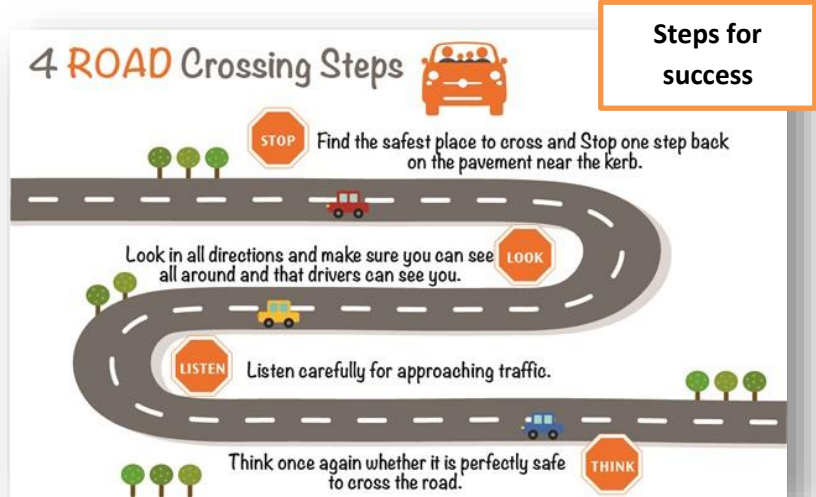 4 ROAD Crossing Steps
Steps for
success
STOP
Find the safest place to cross and Stop one step back
on the pavement near the kerb.
Look in all directions and make sure you can see
all around and that drivers can see you.
LOOK
LISTEN
Listen carefully for approaching traffic.
Think once again whether it is perfectly safe
to cross the road.
THINK